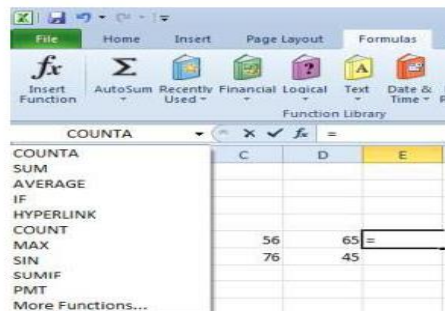 File Home Insert Page Layout Formulas
fx Σ ? A
Insert Function AutoSum Recently Used Financial Logical Text Date & Time
Function Library
COUNTA fx =
COUNTA C D E
SUM
AVERAGE
IF
HYPERLINK
COUNT 56 65 =
MAX 76 45
SIN
SUMIF
PMT
More Functions...